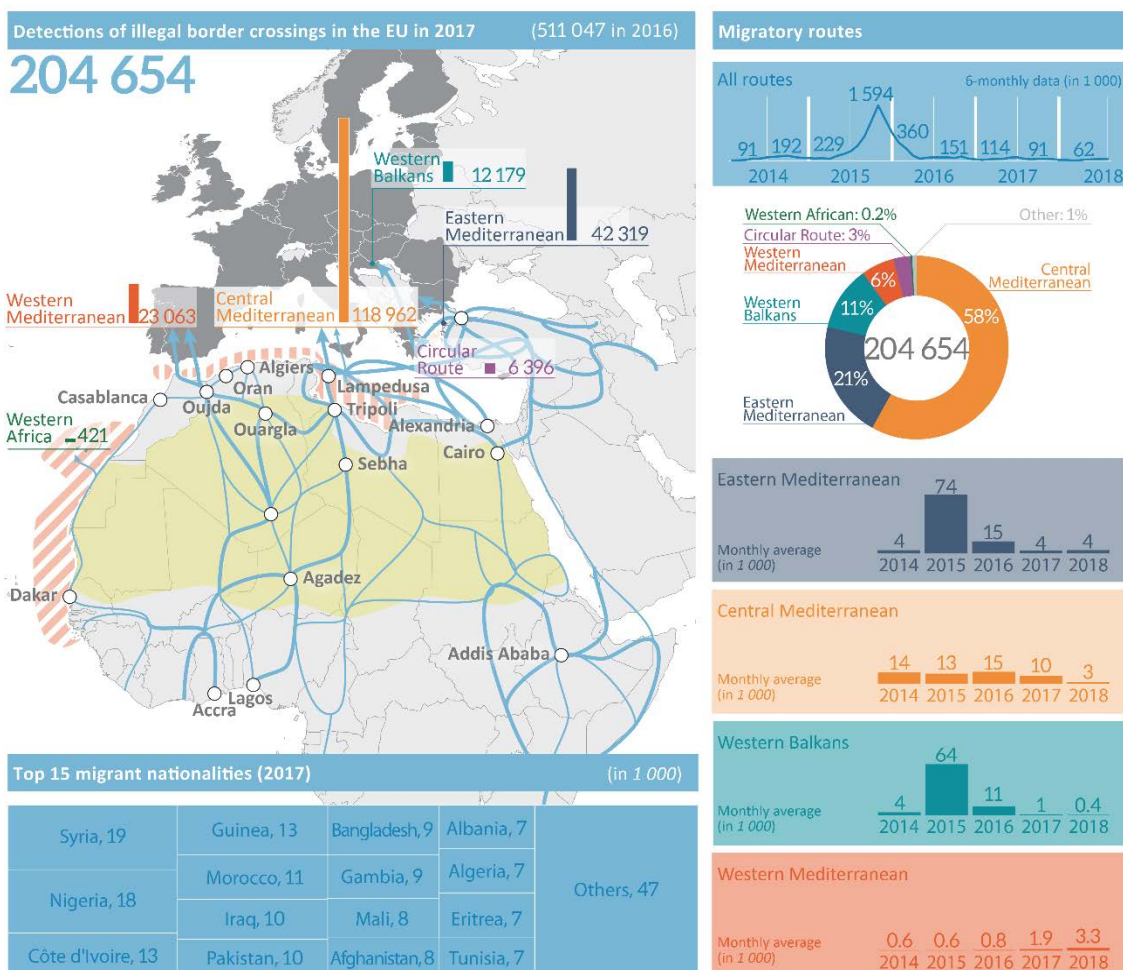 Detections of illegal border crossings in the EU in 2017 (511 047 in 2016)
204 654
Western
Balkans 12 179
Eastern
Mediterranean 42 319
Western
Mediterranean 23 063
Central
Mediterranean 118 962
Circular
Route 6 396
Algiers
Oran
Casablanca
Oujda
Lampedusa
Ouargla
Tripoli
Alexandria
Western
Africa 421
Cairo
Sebha
Agadez
Dakar
Addis Ababa
Lagos
Accra
Top 15 migrant nationalities (2017) (in 1 000)
Syria, 19
Nigeria, 18
Côte d'Ivoire, 13
Guinea, 13
Morocco, 11
Iraq, 10
Pakistan, 10
Bangladesh, 9
Gambia, 9
Mali, 8
Afghanistan, 8
Albania, 7
Algeria, 7
Eritrea, 7
Tunisia, 7
Others, 47
Migratory routes
All routes 6-monthly data (in 1 000)
91 192 229 1 594 360 151 114 91 62
2014 2015 2016 2017 2018
Western African: 0.2%
Other: 1%
Circular Route: 3%
Western
Mediterranean
6%
Central
Mediterranean
58%
Western
Balkans
11%
204 654
21%
Eastern
Mediterranean
Eastern Mediterranean
4 74 15 4 4
Monthly average
(in 1 000)
2014 2015 2016 2017 2018
Central Mediterranean
14 13 15 10 3
Monthly average
(in 1 000)
2014 2015 2016 2017 2018
Western Balkans
4 64 11 1 0.4
Monthly average
(in 1 000)
2014 2015 2016 2017 2018
Western Mediterranean
0.6 0.6 0.8 1.9 3.3
Monthly average
(in 1 000)
2014 2015 2016 2017 2018